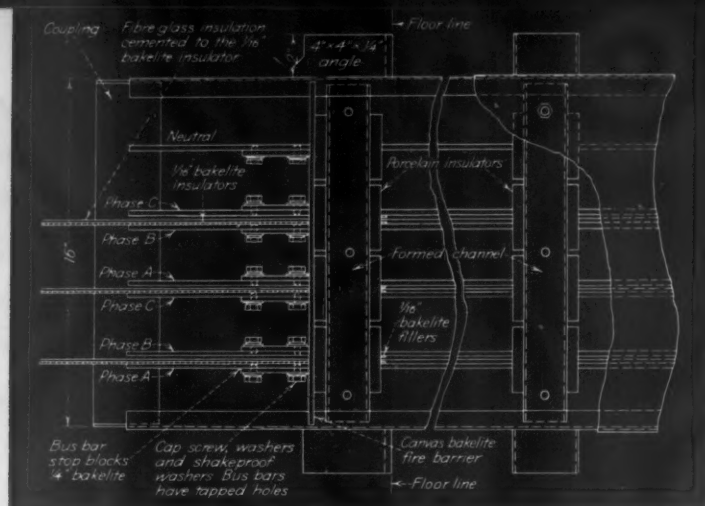 Floor line
Coupling
Fibre glass insulation
cemented to the 1/16"
bakelite insulator
4" × 4" × 1/4"
angle
Neutral
1/16" bakelite
insulators
Porcelain insulators
Phase C
Phase B
16"
Formed channel
Phase A
Phase C
1/16"
bakelite
fillers
Phase B
Phase A
Bus bar
stop blocks
1/4" bakelite
Cap screw, washers
and shakeproof
washers Bus bars
have tapped holes
Canvas bakelite
fire barrier
Floor line